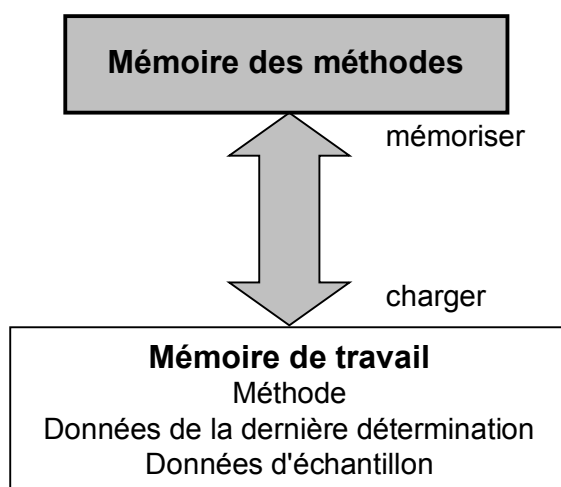 Mémoire des méthodes
mémoriser
charger
Mémoire de travail
Méthode
Données de la dernière détermination
Données d'échantillon